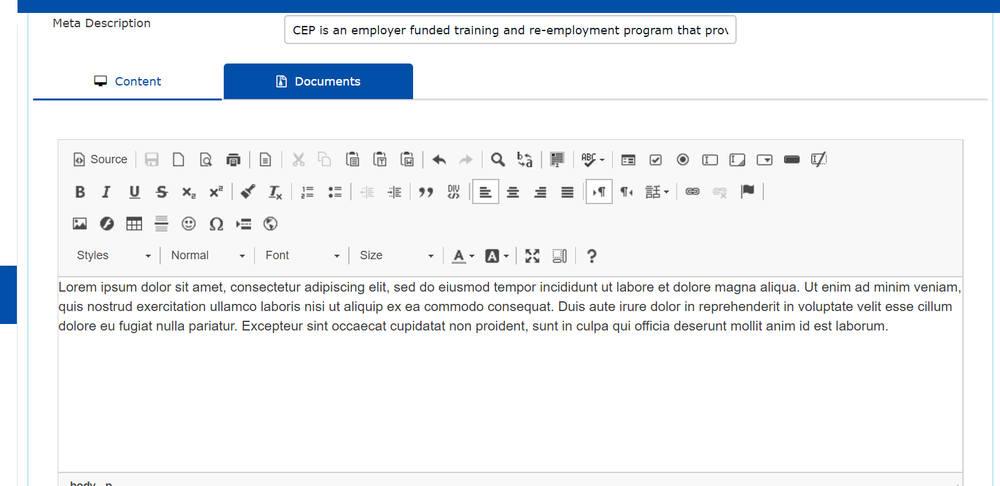 Meta Description
CEP is an employer funded training and re-employment program that prov
Content
Documents
Source
Styles
Normal
Font
Size
Lorem ipsum dolor sit amet, consectetur adipiscing elit, sed do eiusmod tempor incididunt ut labore et dolore magna aliqua. Ut enim ad minim veniam,
quis nostrud exercitation ullamco laboris nisi ut aliquip ex ea commodo consequat. Duis aute irure dolor in reprehenderit in voluptate velit esse cillum
dolore eu fugiat nulla pariatur. Excepteur sint occaecat cupidatat non proident, sunt in culpa qui officia deserunt mollit anim id est laborum.
body p